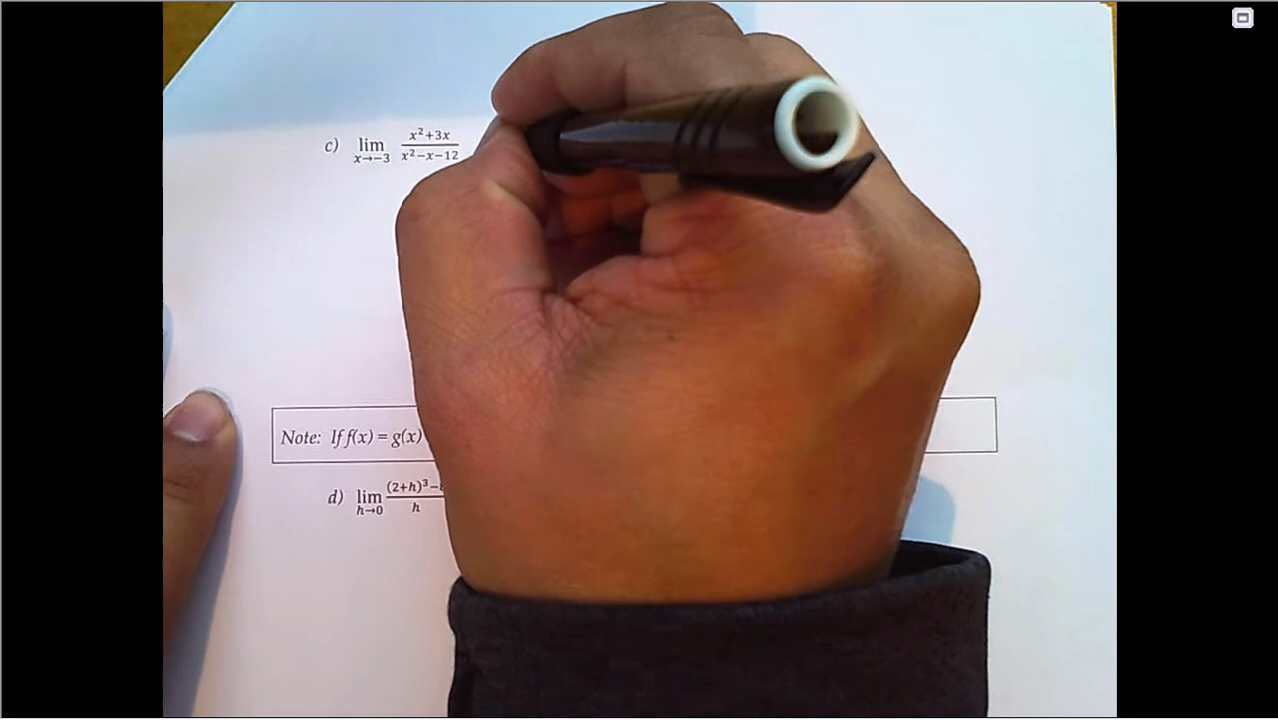 c) lim x→−3 x²+3x / x²−x−12
Note: If f(x) = g(x)
d) lim h→0 (2+h)³− / h